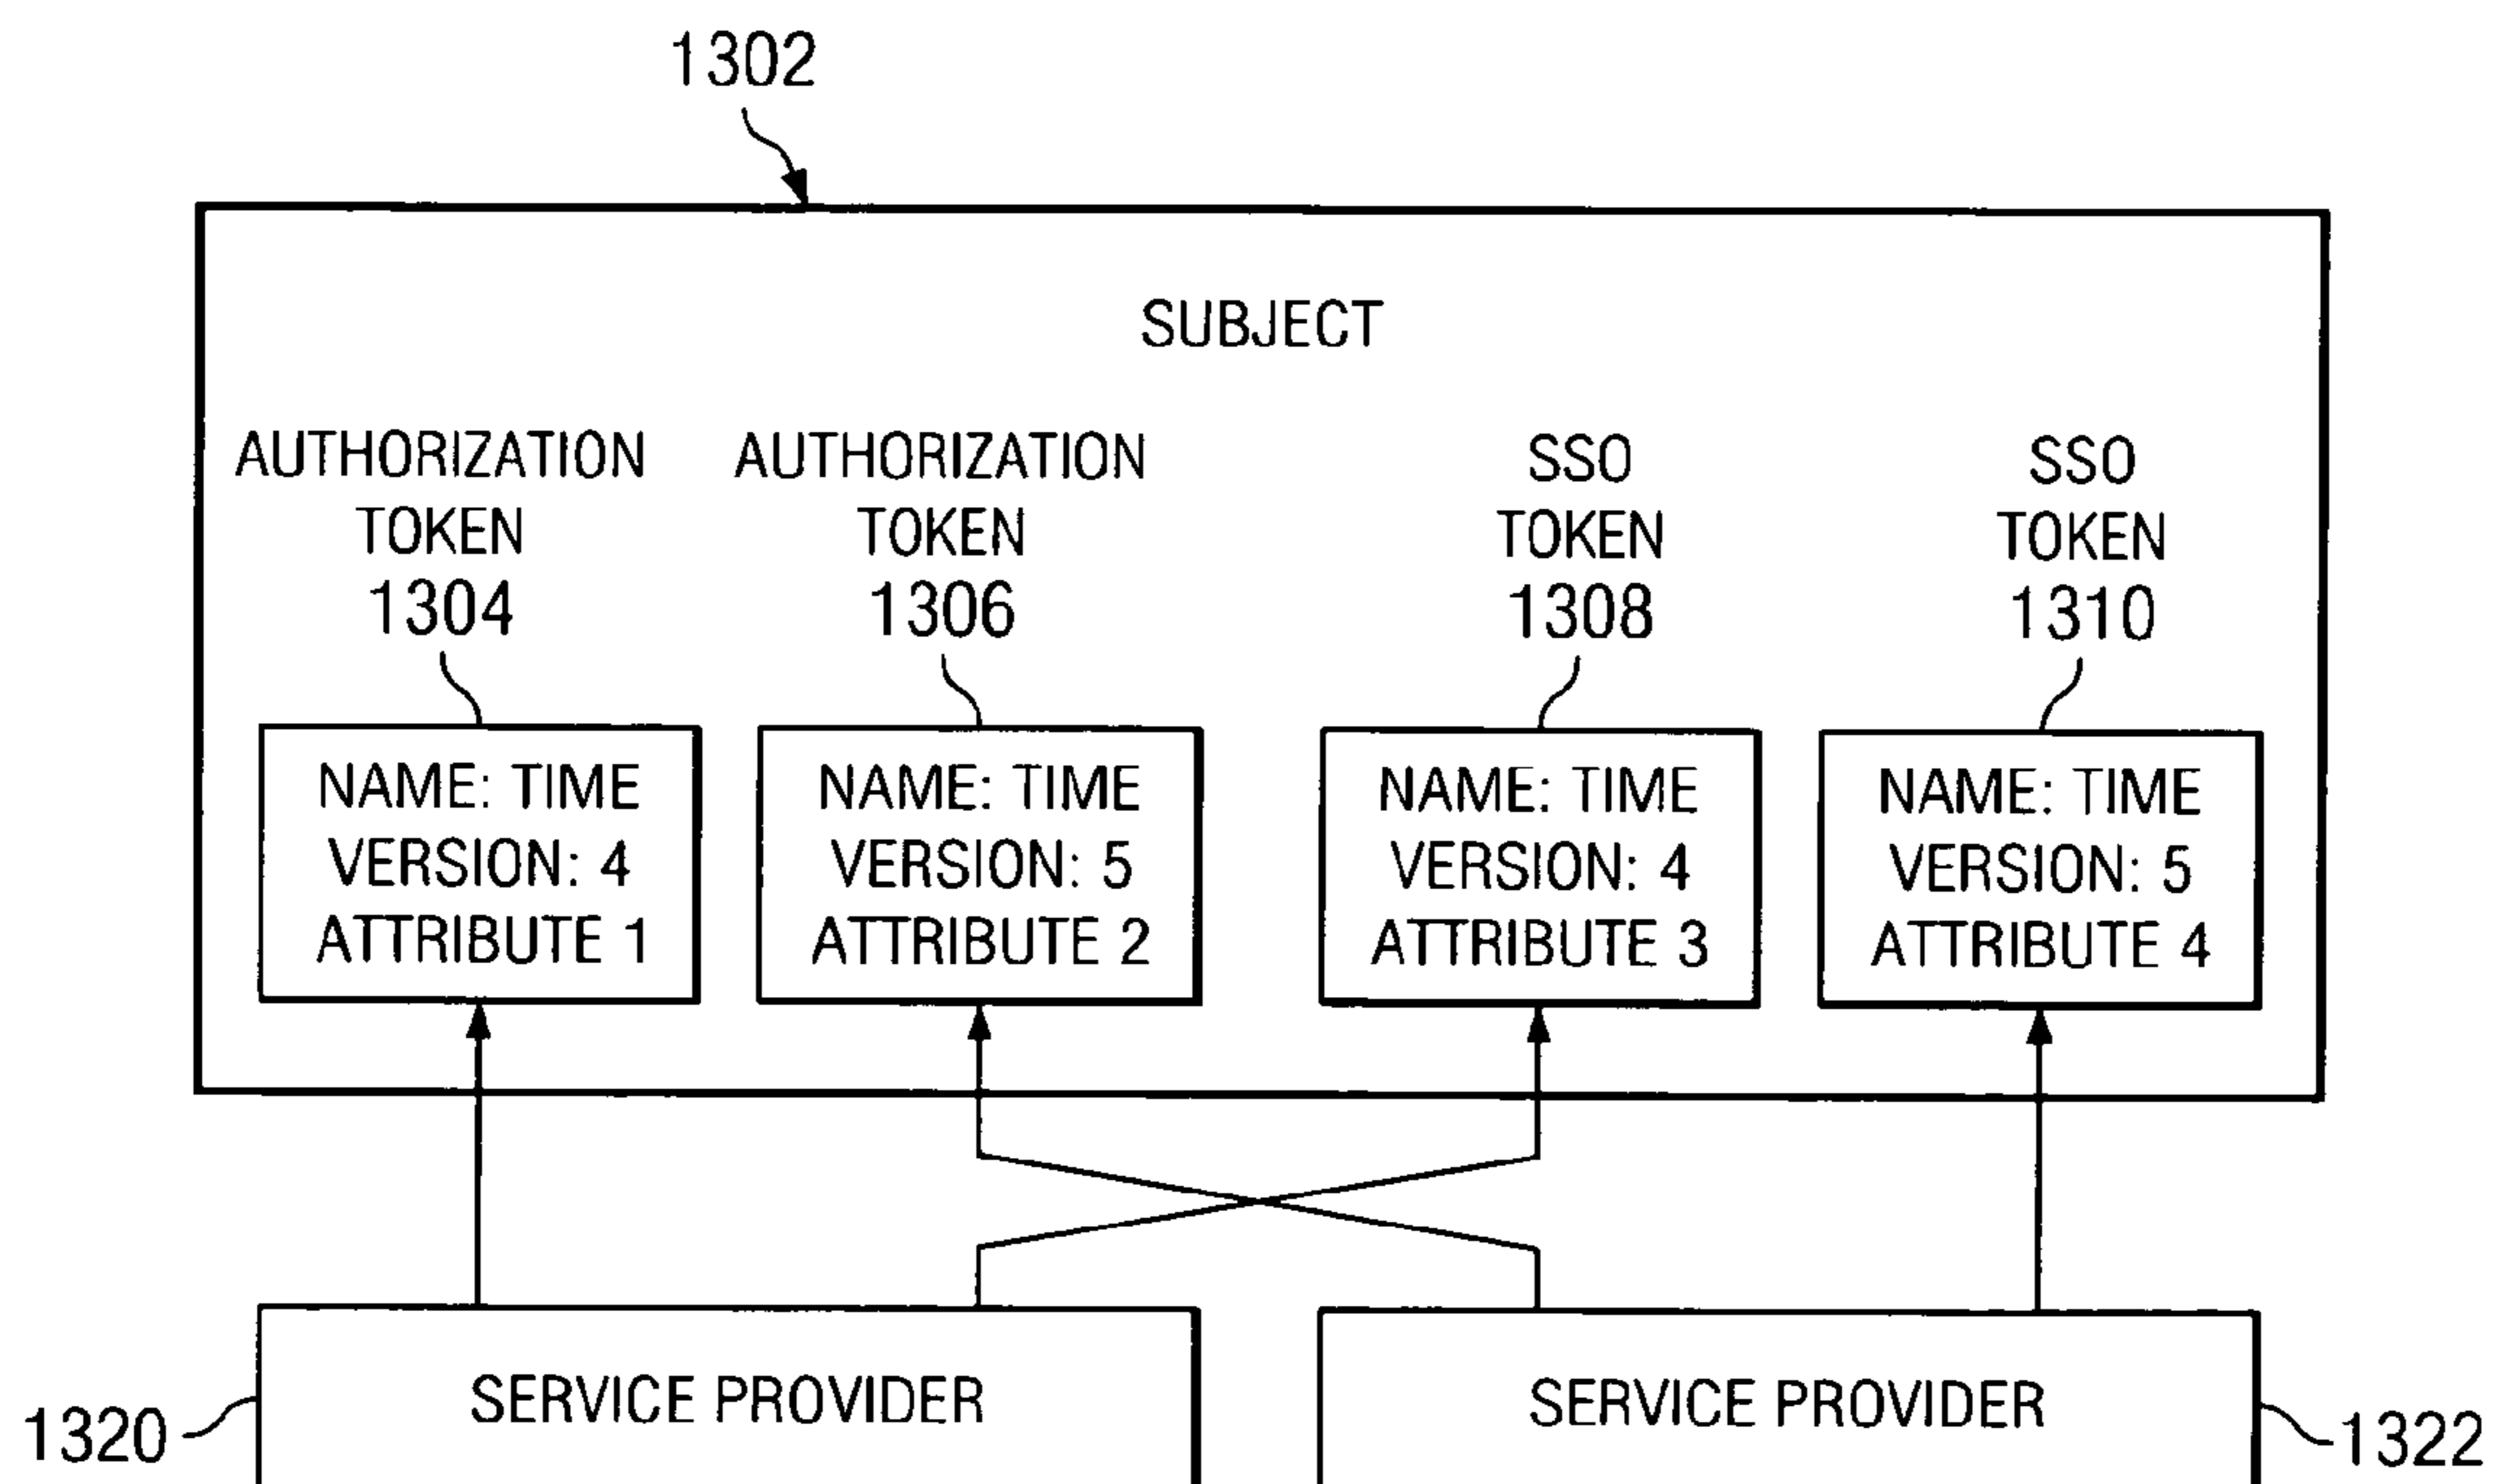 1302
SUBJECT
AUTHORIZATION
TOKEN
1304
AUTHORIZATION
TOKEN
1306
SSO
TOKEN
1308
SSO
TOKEN
1310
NAME: TIME
VERSION: 4
ATTRIBUTE 1
NAME: TIME
VERSION: 5
ATTRIBUTE 2
NAME: TIME
VERSION: 4
ATTRIBUTE 3
NAME: TIME
VERSION: 5
ATTRIBUTE 4
1320
SERVICE PROVIDER
SERVICE PROVIDER
1322